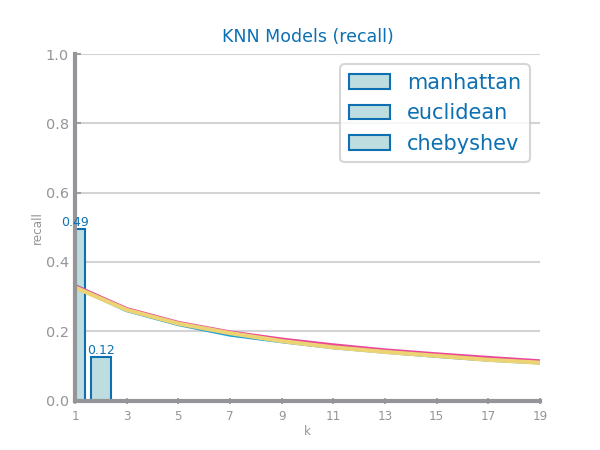 KNN Models (recall)
1.0
manhattan
euclidean
chebyshev
0.8
0.6
0.49
recall
0.4
0.2
0.12
0.0
1 3 5 7 9 11 13 15 17 19
k